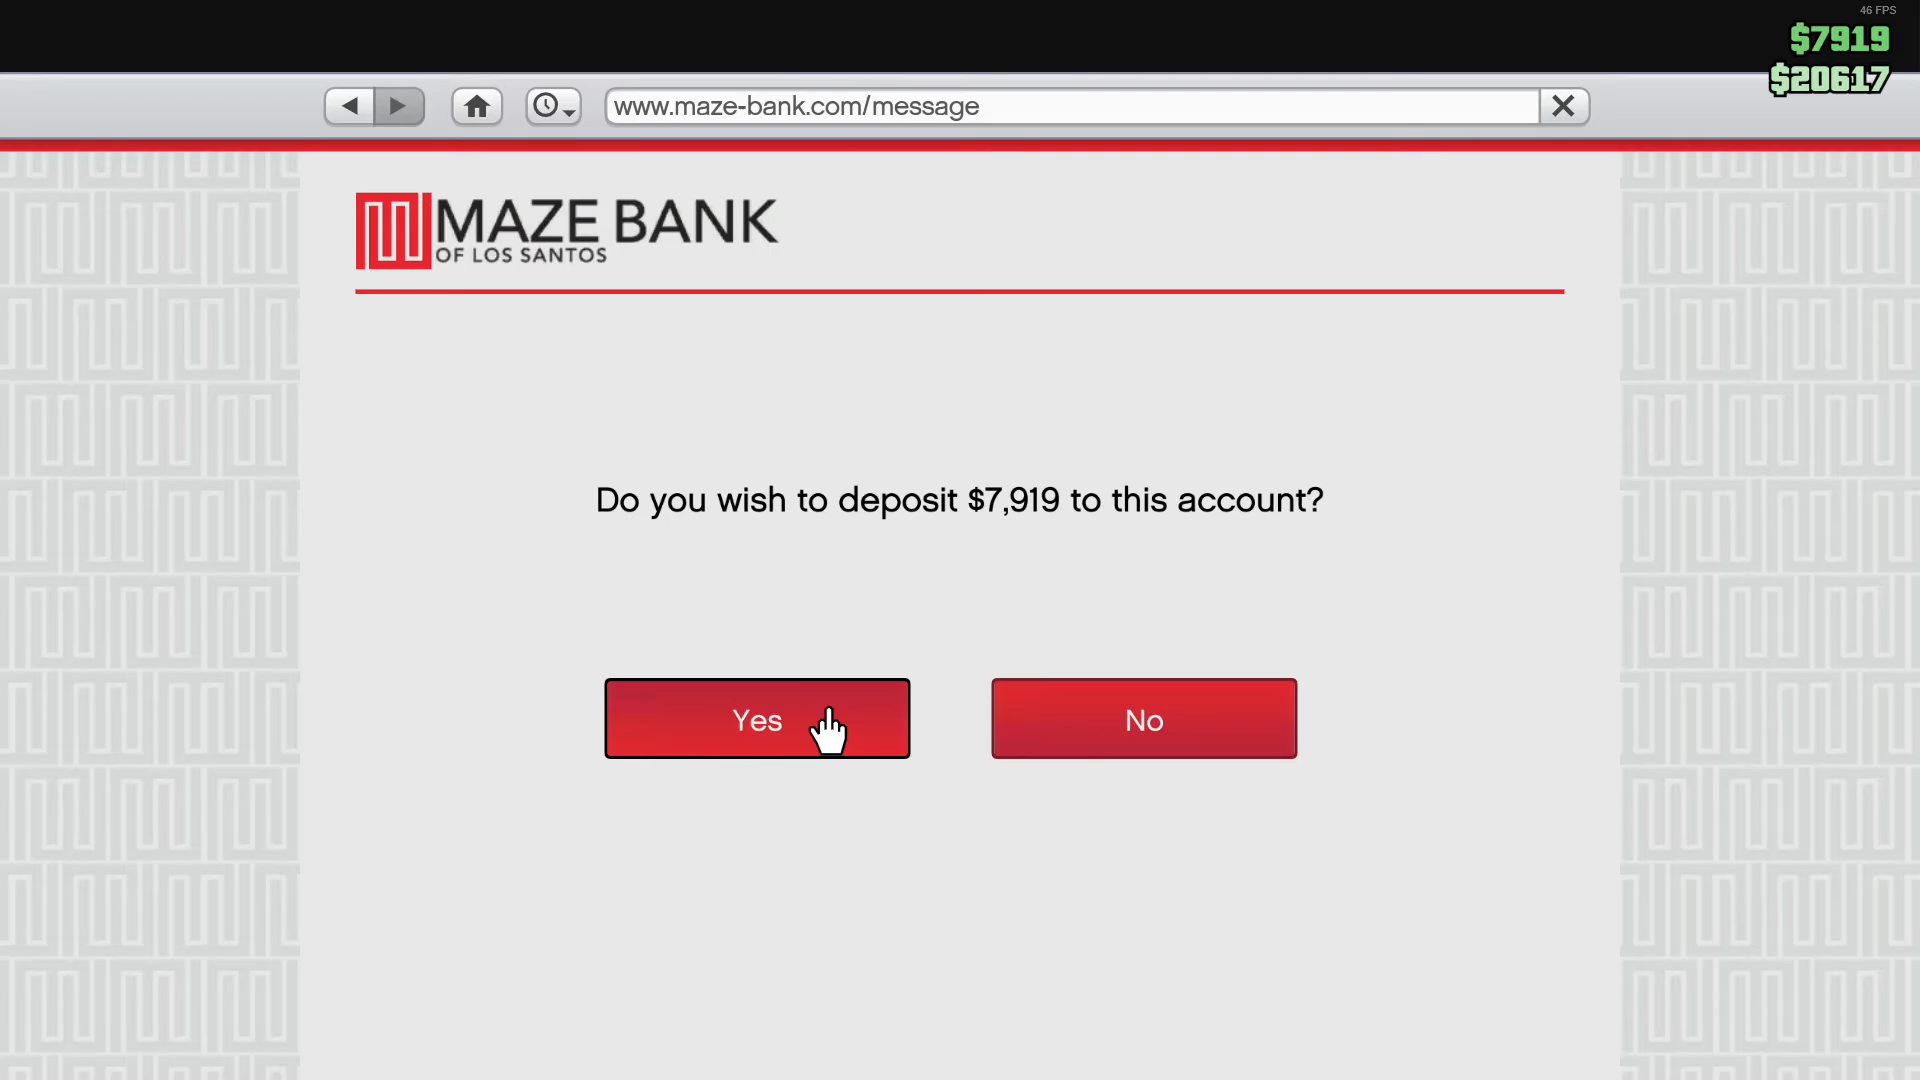 46 FPS
$7919
$20617
www.maze-bank.com/message
MAZE BANK
OF LOS SANTOS
Do you wish to deposit $7,919 to this account?
Yes
No